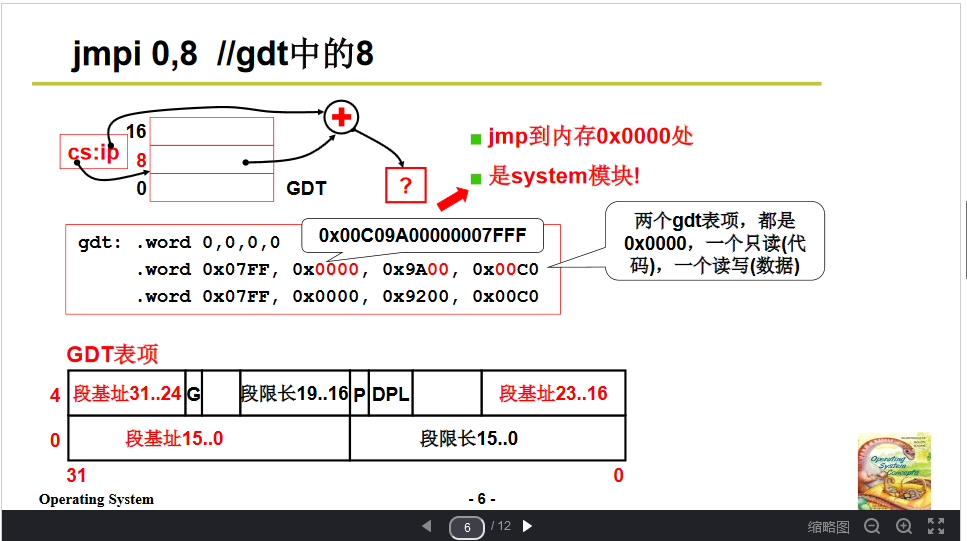 jmpi 0,8 //gdt中的8
16
cs:ip
8
0
GDT
?
jmp到内存0x0000处
是system模块!
0x00C09A00000007FFF
两个gdt表项，都是
0x0000，一个只读(代
码)，一个读写(数据)
gdt: .word 0,0,0,0
.word 0x07FF, 0x0000, 0x9A00, 0x00C0
.word 0x07FF, 0x0000, 0x9200, 0x00C0
GDT表项
4
段基址31..24
G
段限长19..16
P
DPL
段基址23..16
0
段基址15..0
段限长15..0
31
0
Operating System
- 6 -
Operating
System
Concepts
6
/ 12
缩略图